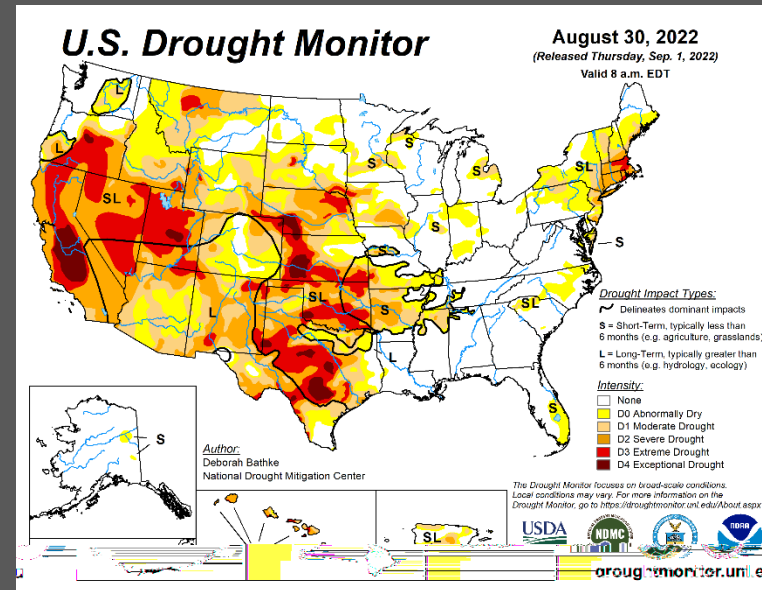 U.S. Drought Monitor
August 30, 2022
(Released Thursday, Sep. 1, 2022)
Valid 8 a.m. EDT
L
L
S
S
S
SL
SL
S
S
SL
S
SL
L
L
S
S
S
SL
Drought Impact Types:
Delineates dominant impacts
S = Short-Term, typically less than
6 months (e.g. agriculture, grasslands)
L = Long-Term, typically greater than
6 months (e.g. hydrology, ecology)
Intensity:
None
D0 Abnormally Dry
D1 Moderate Drought
D2 Severe Drought
D3 Extreme Drought
D4 Exceptional Drought
Author:
Deborah Bathke
National Drought Mitigation Center
The Drought Monitor focuses on broad-scale conditions.
Local conditions may vary. For more information on the
Drought Monitor, go to https://droughtmonitor.unl.edu/About.aspx
USDA
NDMC
NOAA
droughtmonitor.unl.e